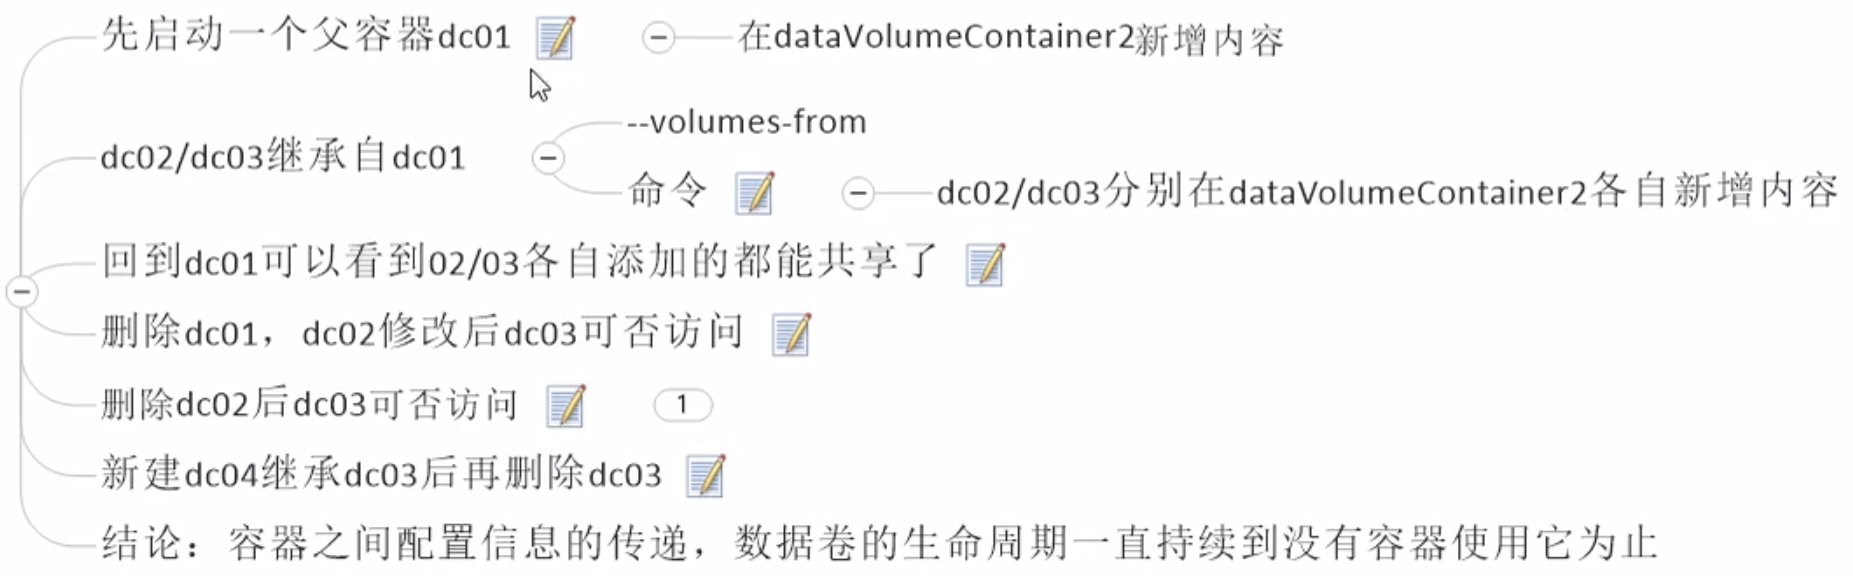 先启动一个父容器dc01
在dataVolumeContainer2新增内容
dc02/dc03继承自dc01
--volumes-from
命令
dc02/dc03分别在dataVolumeContainer2各自新增内容
回到dc01可以看到02/03各自添加的都能共享了
删除dc01，dc02修改后dc03可否访问
删除dc02后dc03可否访问
1
新建dc04继承dc03后再删除dc03
结论：容器之间配置信息的传递，数据卷的生命周期一直持续到没有容器使用它为止